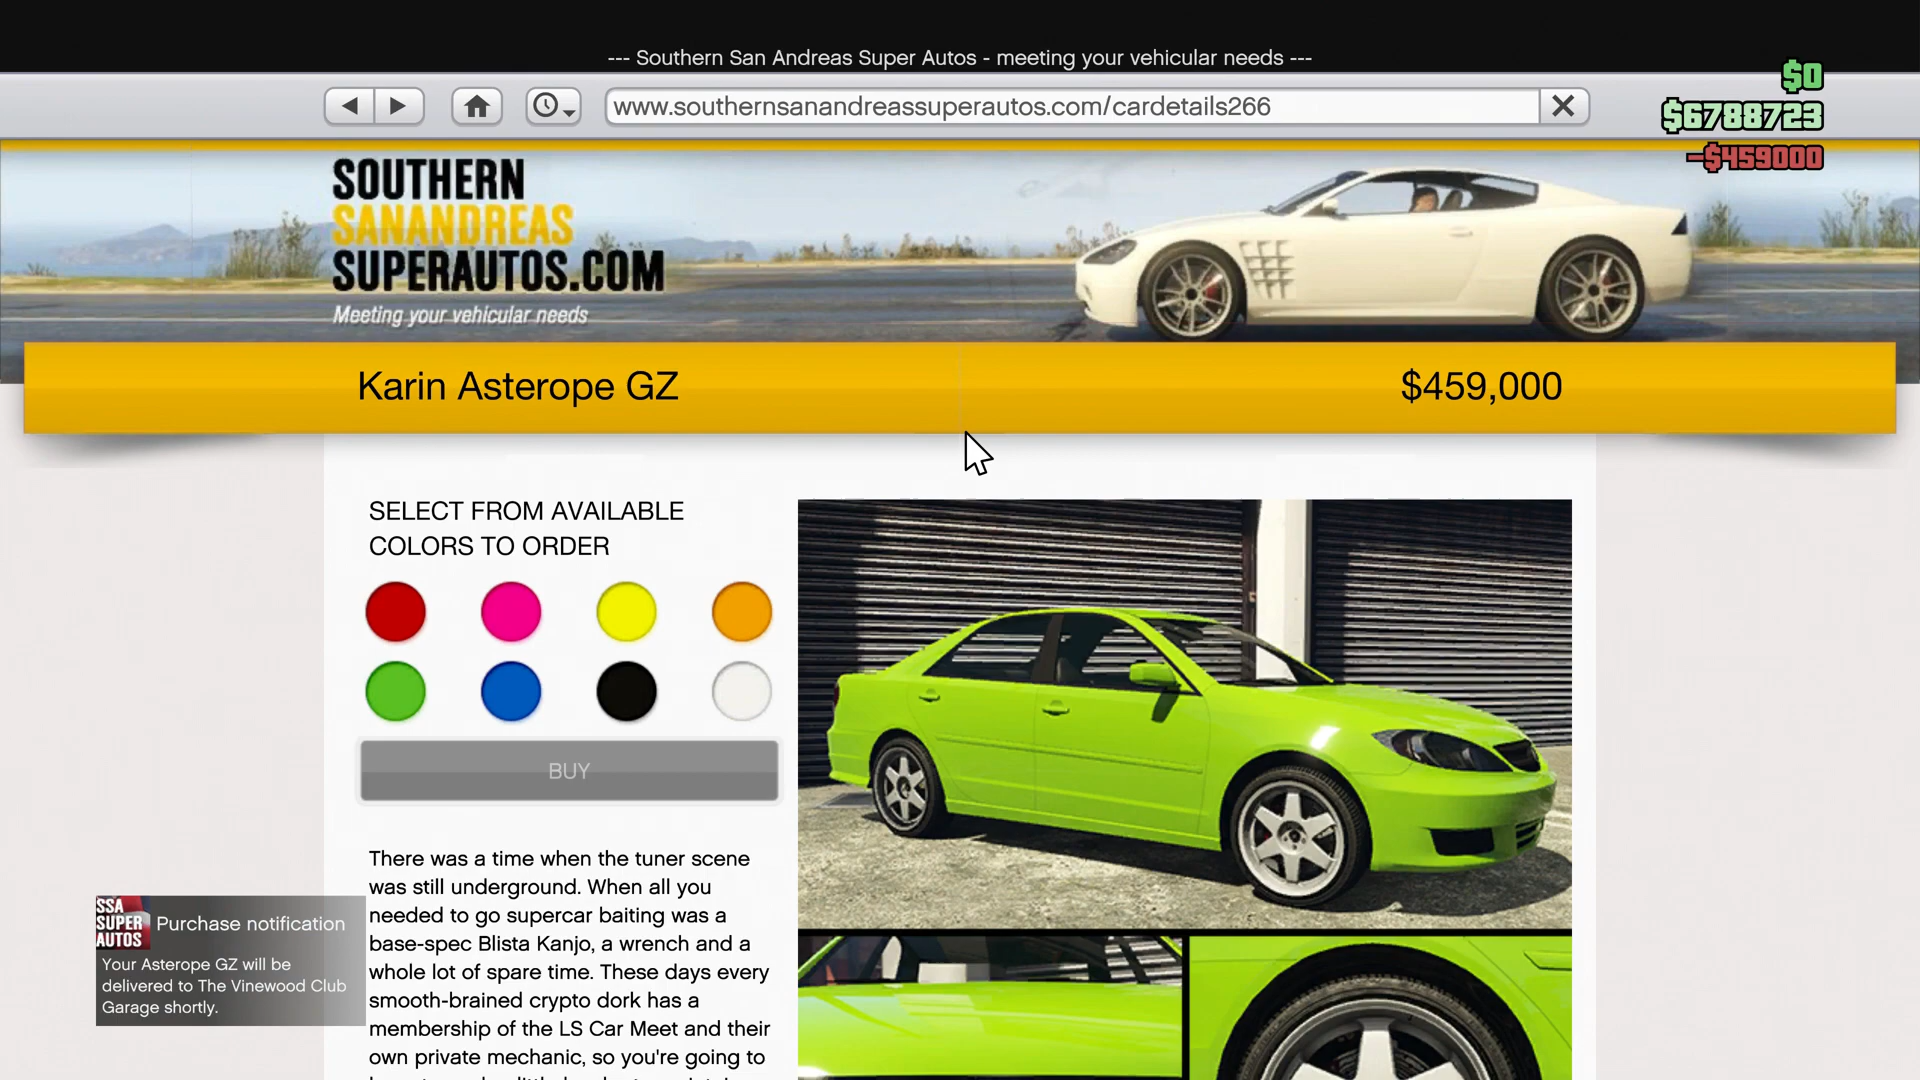 --- Southern San Andreas Super Autos - meeting your vehicular needs ---
www.southernsanandreassuperautos.com/cardetails266
$0
$6788723
-$459000
SOUTHERN
SANANDREAS
SUPERAUTOS.COM
Meeting your vehicular needs
Karin Asterope GZ
$459,000
SELECT FROM AVAILABLE
COLORS TO ORDER
BUY
There was a time when the tuner scene
was still underground. When all you
needed to go supercar baiting was a
base-spec Blista Kanjo, a wrench and a
whole lot of spare time. These days every
smooth-brained crypto dork has a
membership of the LS Car Meet and their
own private mechanic, so you're going to
SSA
SUPER
AUTOS
Purchase notification
Your Asterope GZ will be
delivered to The Vinewood Club
Garage shortly.